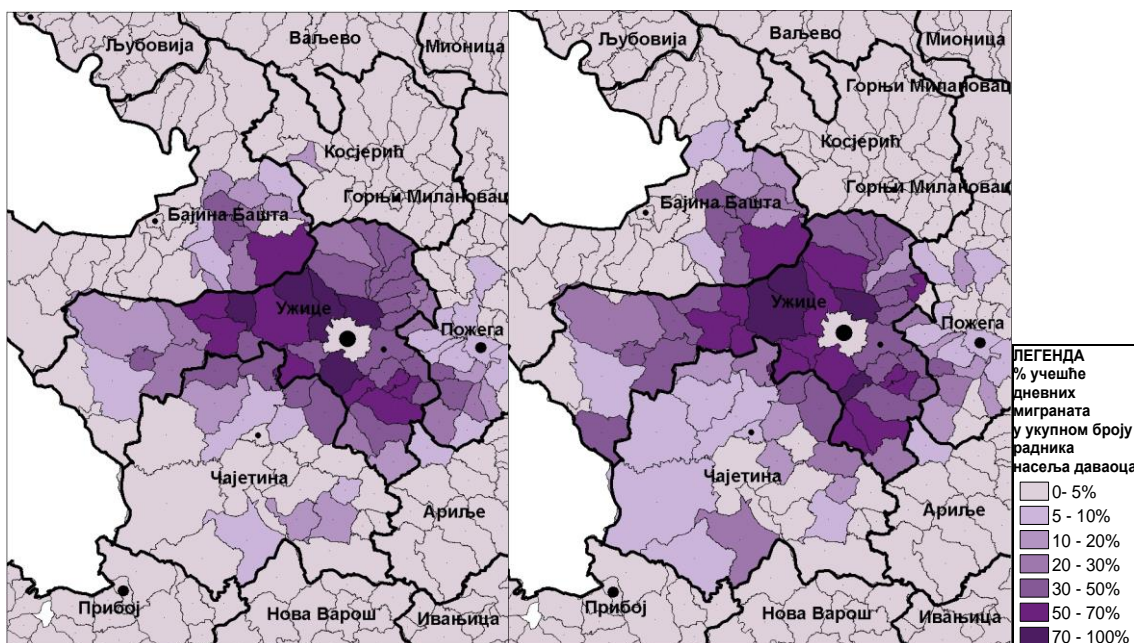 Љубовија
Ваљево
Мионица
Косјерић
Горњи Милановац
Бајина Башта
Ужице
Пожега
Чајетина
Ариље
Прибој
Нова Варош
Ивањица
Љубовија
Ваљево
Мионица
Горњи Милановац
Косјерић
Горњи Милановац
Бајина Башта
Ужице
Пожега
Чајетина
Ариље
Прибој
Нова Варош
Ивањица
ЛЕГЕНДА
% учешће
дневних
миграната
у укупном броју
радника
насеља даваоца
0- 5%
5 - 10%
10 - 20%
20 - 30%
30 - 50%
50 - 70%
70 - 100%